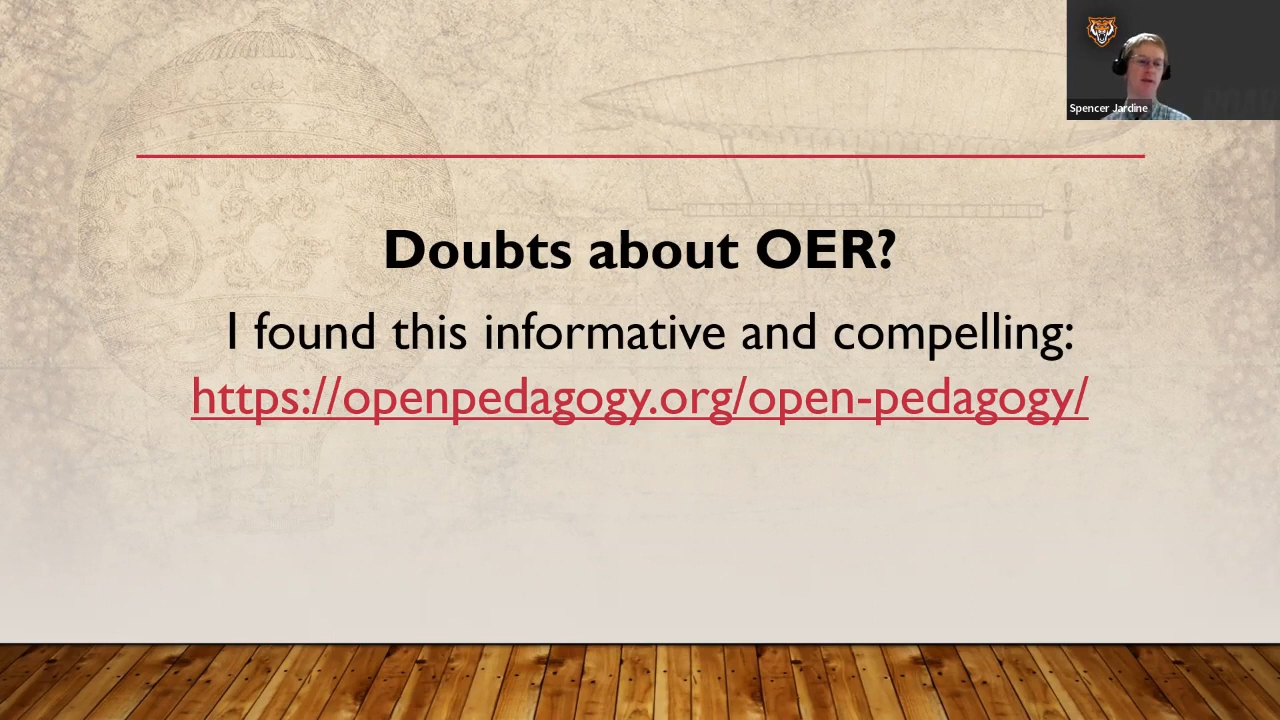 Spencer Jardine
Doubts about OER?
I found this informative and compelling:
https://openpedagogy.org/open-pedagogy/